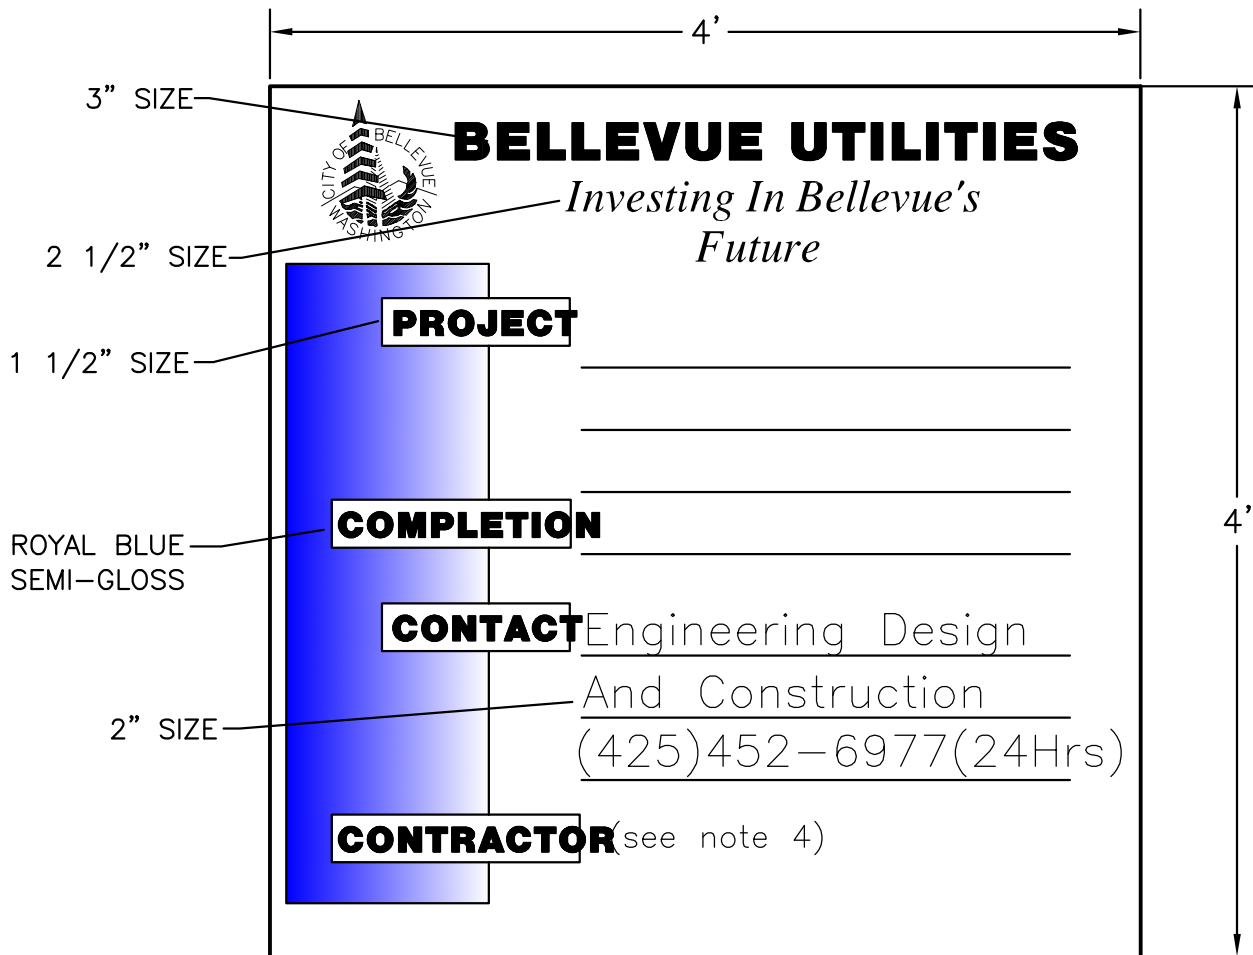 4'
3" SIZE
CITY OF BELLEVUE
WASHINGTON
BELLEVUE UTILITIES
Investing In Bellevue's
Future
2 1/2" SIZE
PROJECT
1 1/2" SIZE
COMPLETION
4'
ROYAL BLUE
SEMI-GLOSS
CONTACT Engineering Design
And Construction
2" SIZE
(425)452-6977(24Hrs)
CONTRACTOR (see note 4)